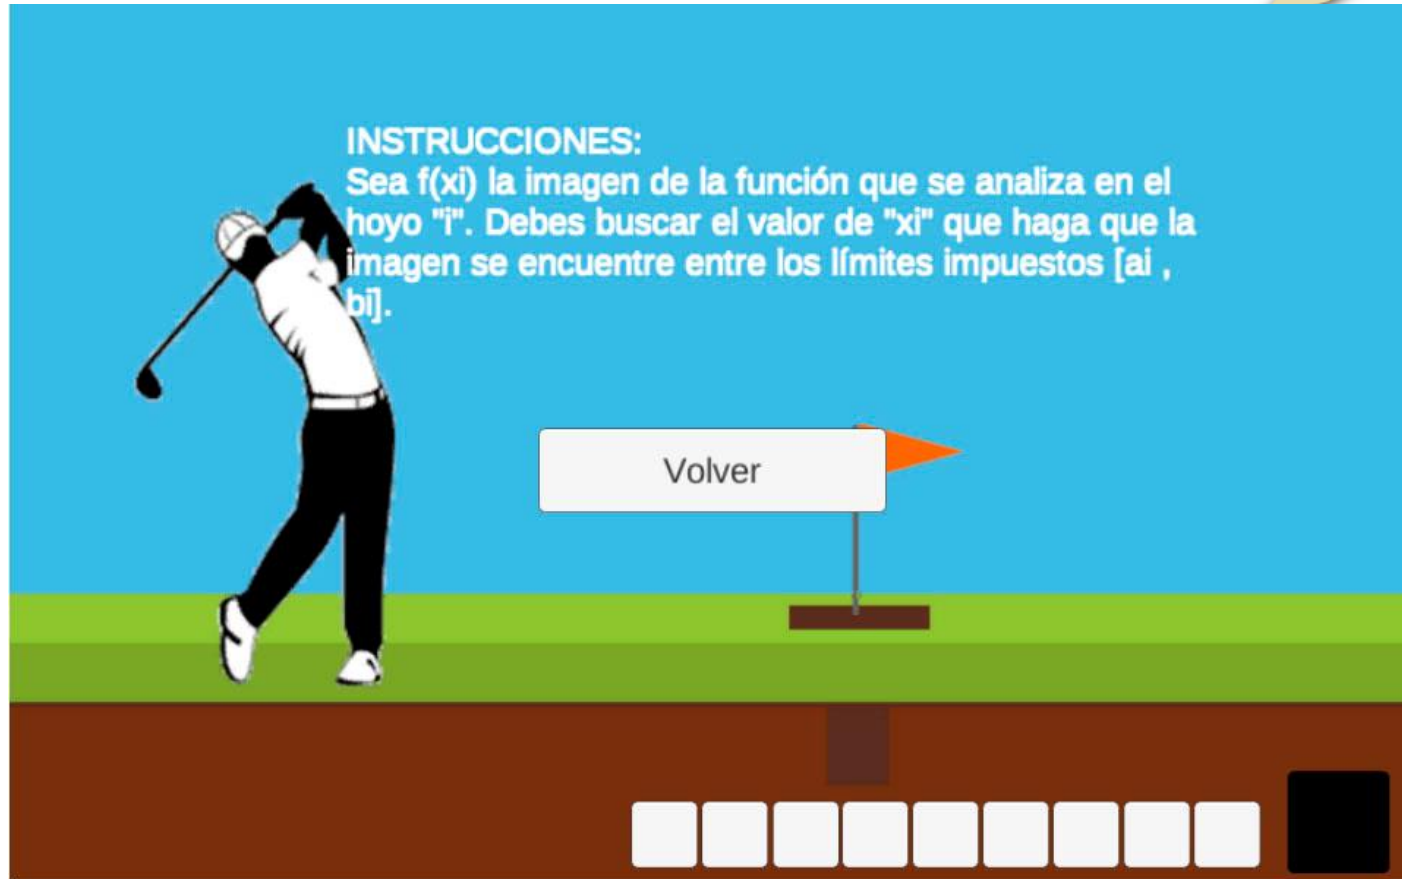 INSTRUCCIONES:
Sea f(xi) la imagen de la función que se analiza en el
hoyo "i". Debes buscar el valor de "xi" que haga que la
imagen se encuentre entre los límites impuestos [ai ,
bi].
Volver